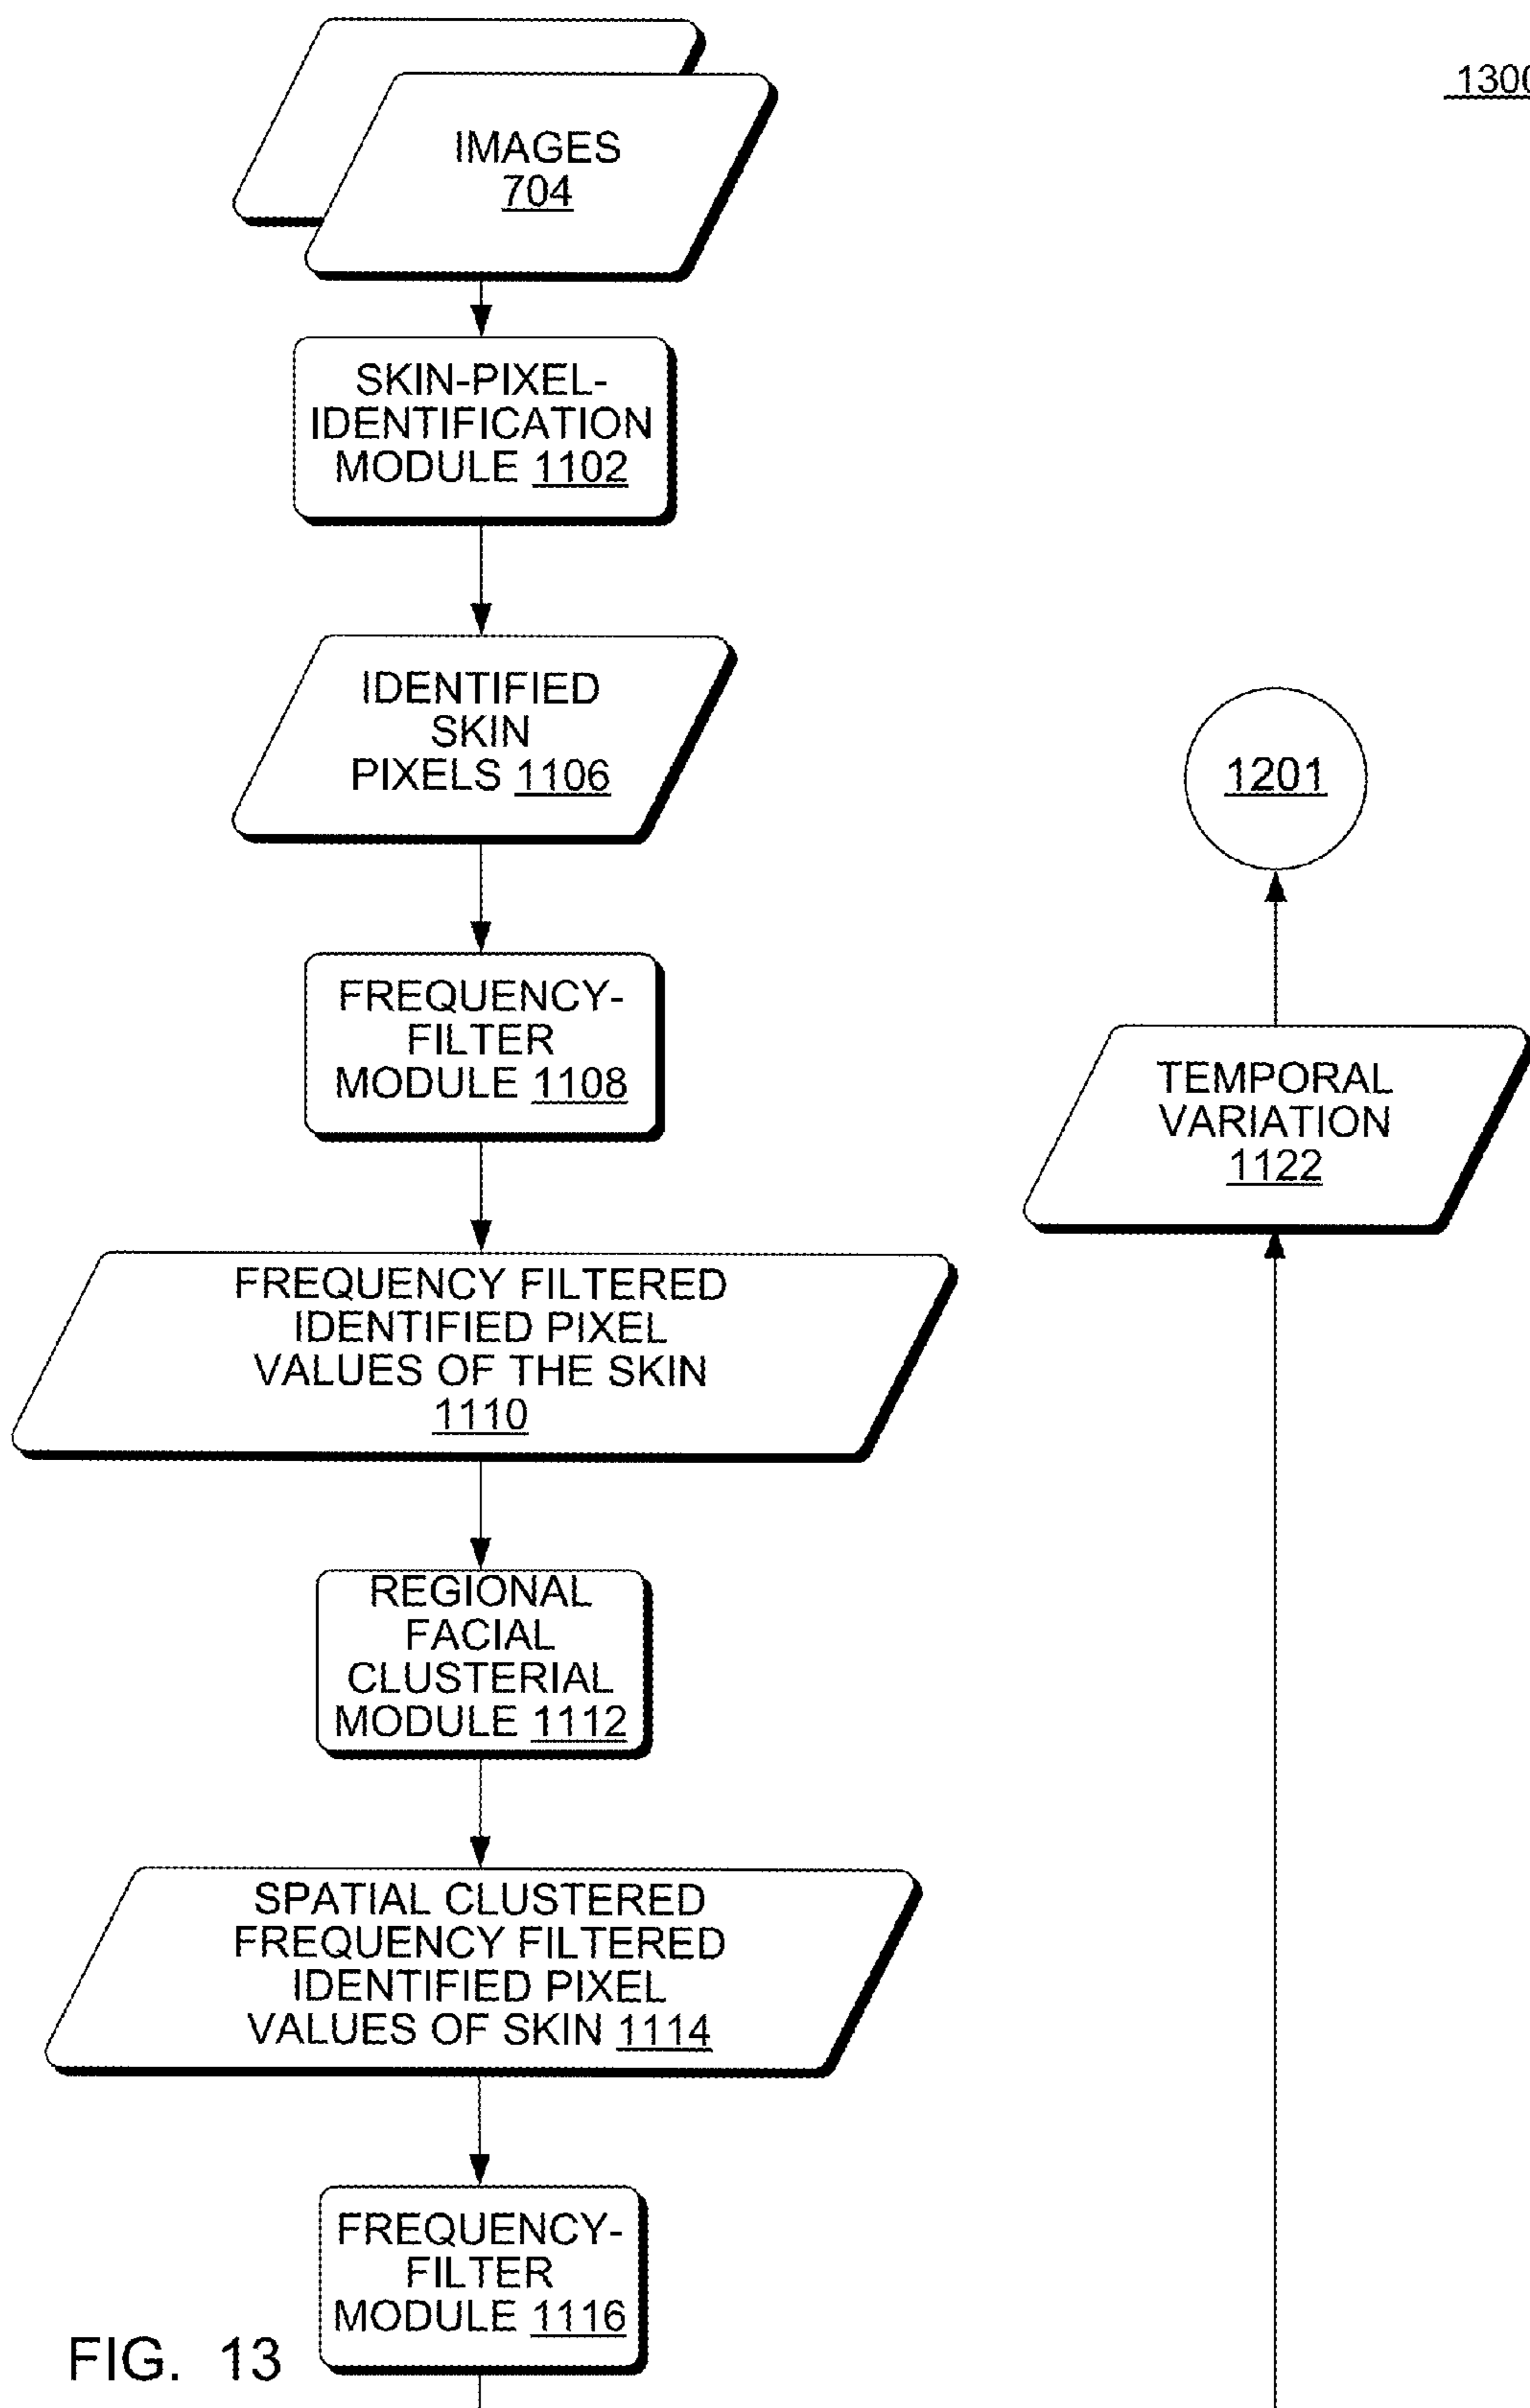 1300
IMAGES
704
SKIN-PIXEL-
IDENTIFICATION
MODULE 1102
IDENTIFIED
SKIN
PIXELS 1106
FREQUENCY-
FILTER
MODULE 1108
FREQUENCY FILTERED
IDENTIFIED PIXEL
VALUES OF THE SKIN
1110
REGIONAL
FACIAL
CLUSTERIAL
MODULE 1112
SPATIAL CLUSTERED
FREQUENCY FILTERED
IDENTIFIED PIXEL
VALUES OF SKIN 1114
FREQUENCY-
FILTER
MODULE 1116
1201
TEMPORAL
VARIATION
1122
FIG. 13